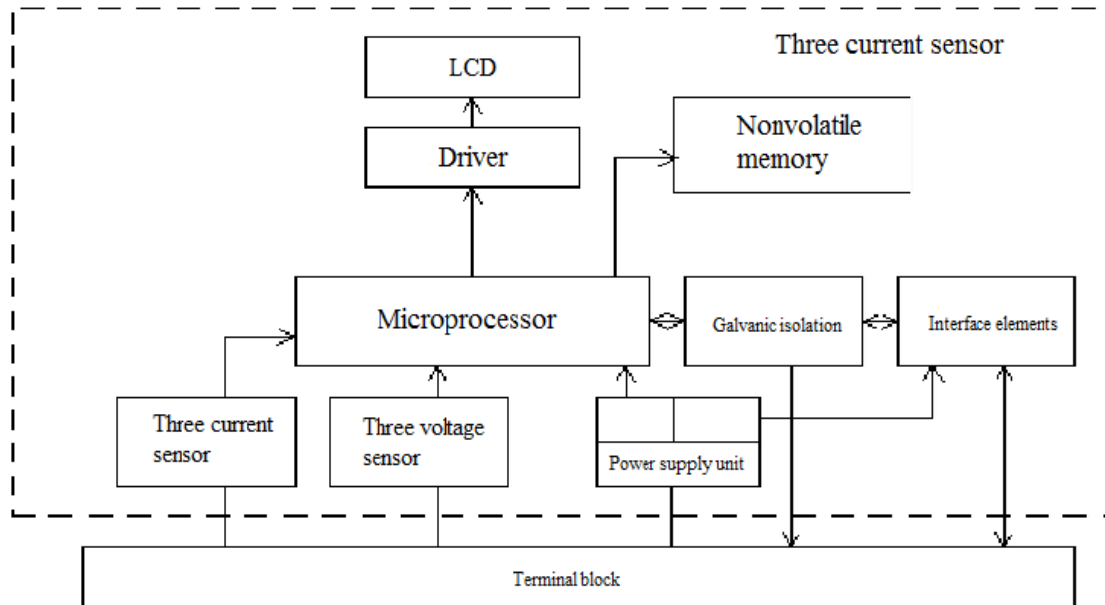 Three current sensor
LCD
Driver
Nonvolatile
memory
Microprocessor
Galvanic isolation
Interface elements
Three current
sensor
Three voltage
sensor
Power supply unit
Terminal block